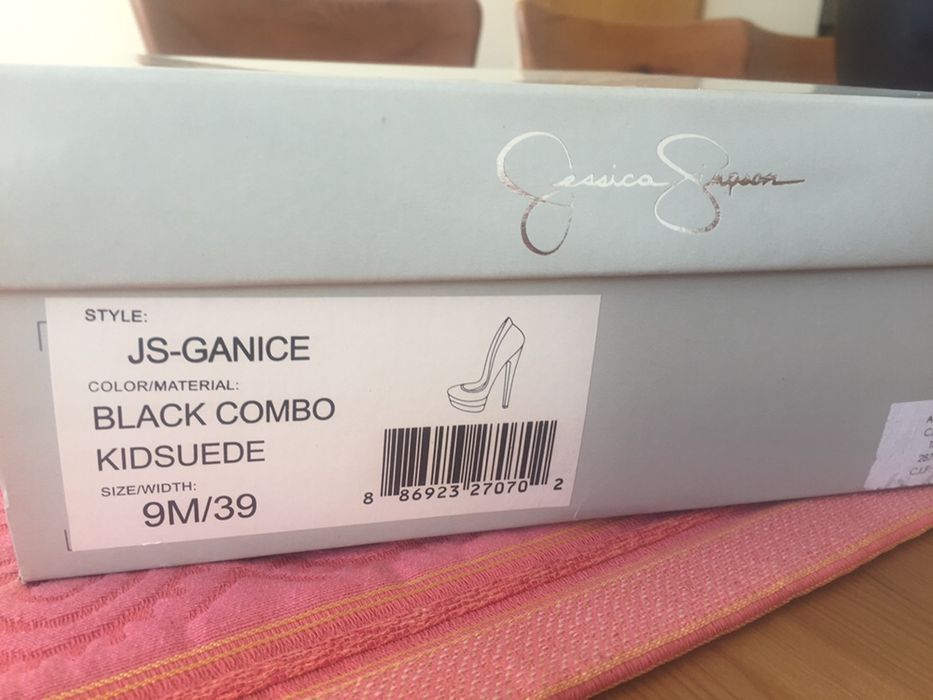 Jessica Simpson
STYLE:
JS-GANICE
COLOR/MATERIAL:
BLACK COMBO
KIDSUEDE
SIZE/WIDTH:
9M/39
8 86923 27070 2